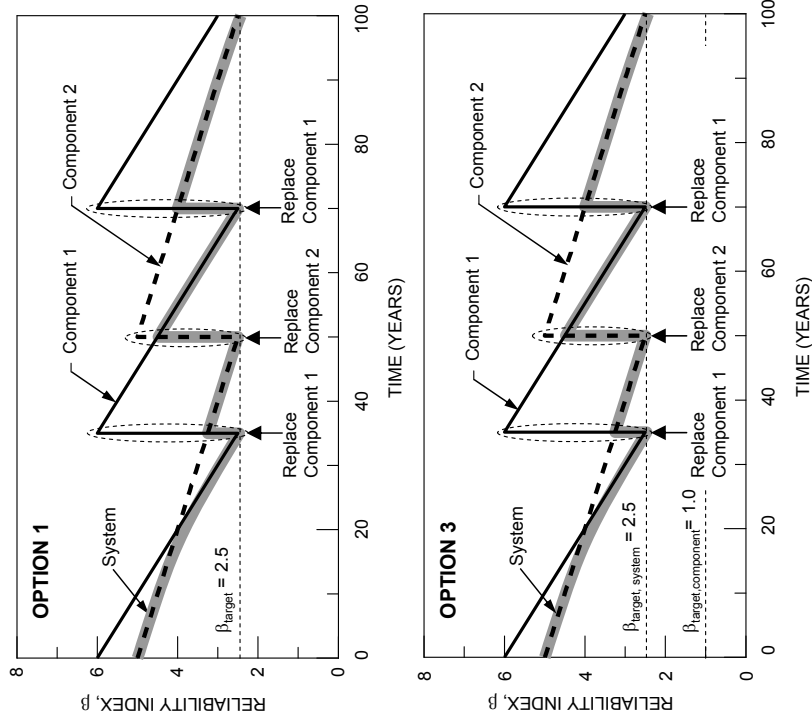 OPTION 1
Component 1
Component 2
System
β target = 2.5
Replace
Component 1
Replace
Component 2
Replace
Component 1
8
6
4
2
0
RELIABILITY INDEX, β
0
20
40
60
80
100
TIME (YEARS)
OPTION 3
Component 1
Component 2
System
β target, system = 2.5
β target,component = 1.0
Replace
Component 1
Replace
Component 2
Replace
Component 1
8
6
4
2
0
RELIABILITY INDEX, β
0
20
40
60
80
100
TIME (YEARS)